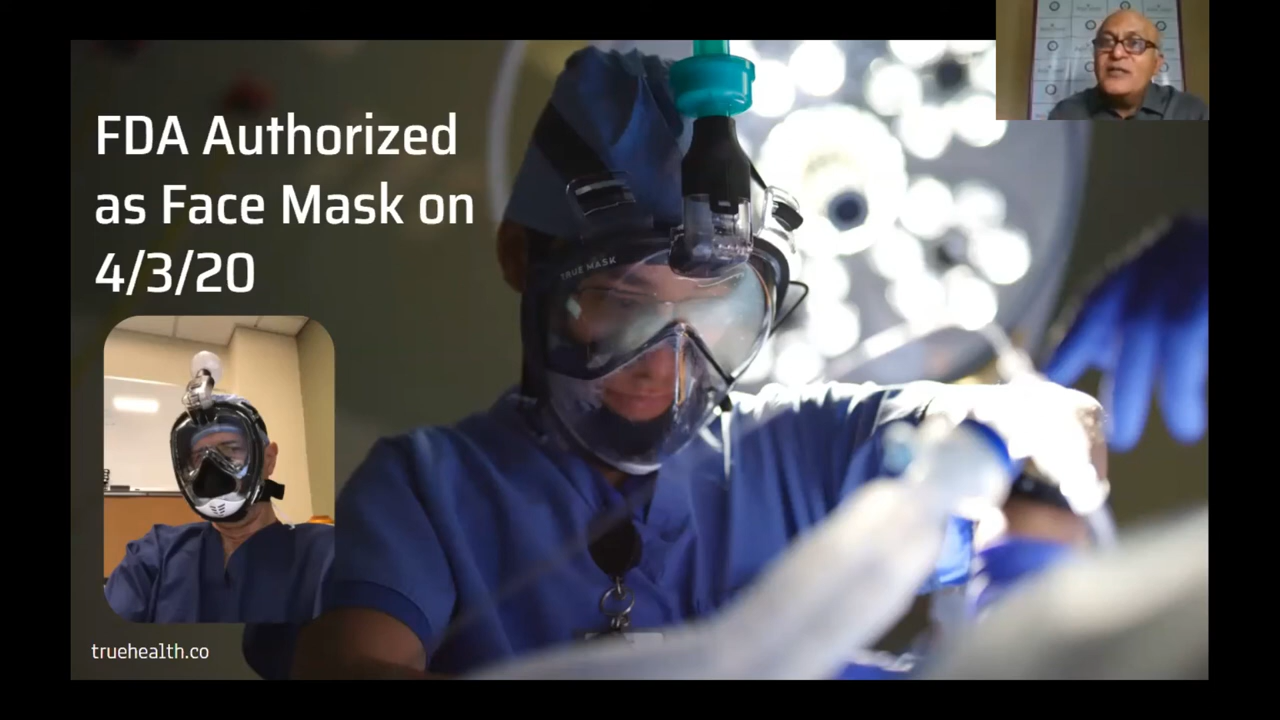 FDA Authorized
as Face Mask on
4/3/20
TRUE MASK
truehealth.co